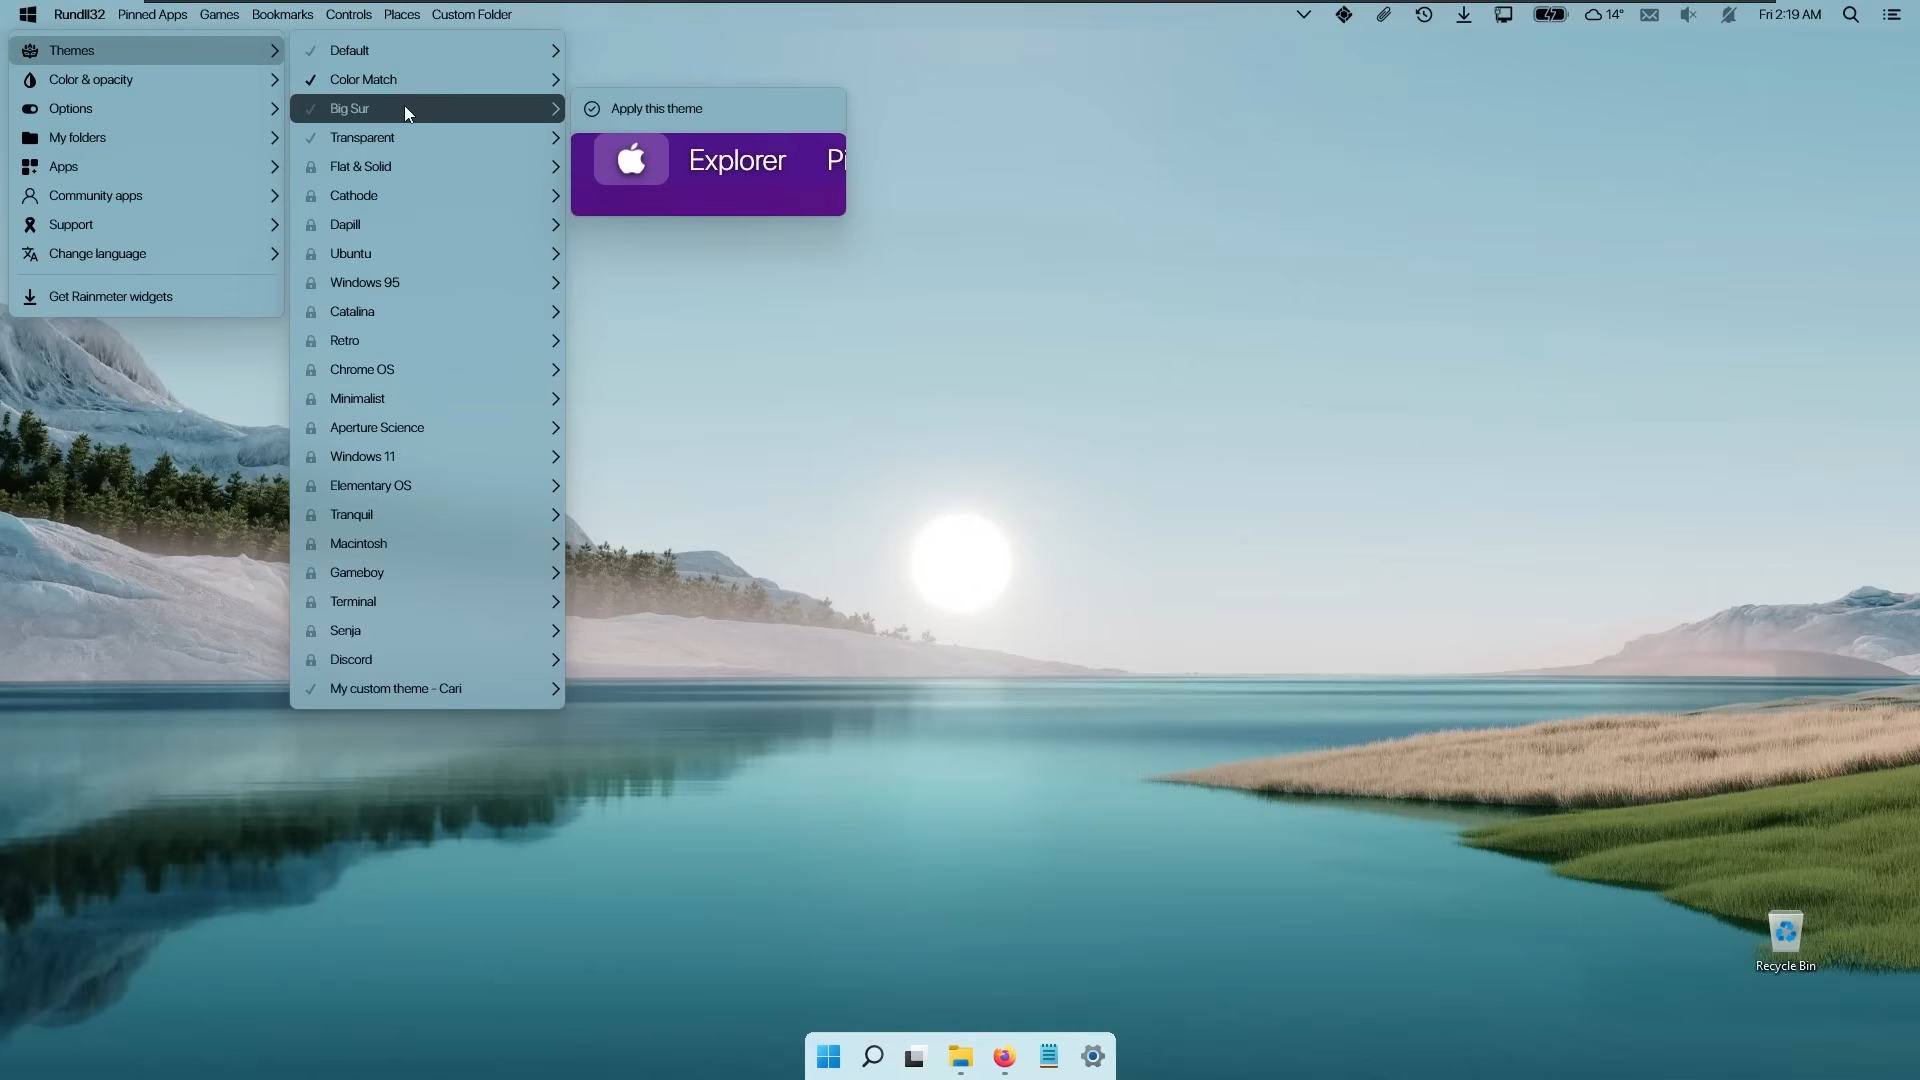 Rundll32 Pinned Apps Games Bookmarks Controls Places Custom Folder
14° Fri 2:19 AM
Themes
Color & opacity
Options
My folders
Apps
Community apps
Support
Change language
Get Rainmeter widgets
Default
Color Match
Big Sur
Transparent
Flat & Solid
Cathode
Dapill
Ubuntu
Windows 95
Catalina
Retro
Chrome OS
Minimalist
Aperture Science
Windows 11
Elementary OS
Tranquil
Macintosh
Gameboy
Terminal
Senja
Discord
My custom theme - Cari
Apply this theme
Explorer Pi
Recycle Bin